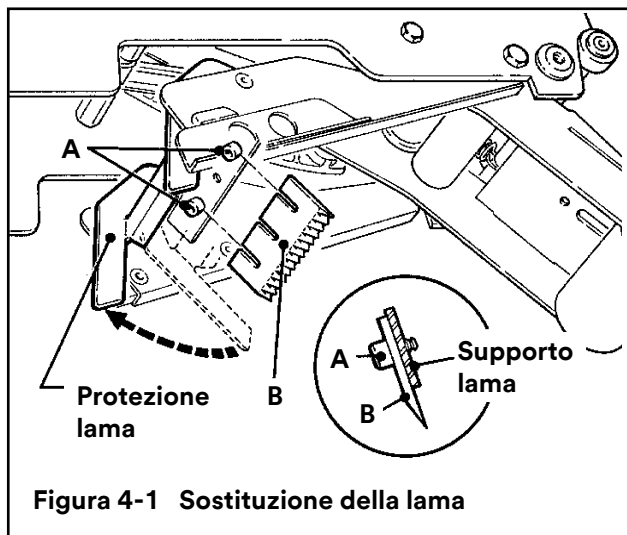 A
A
Supporto
lama
Protezione
lama
B
B
Figura 4-1 Sostituzione della lama